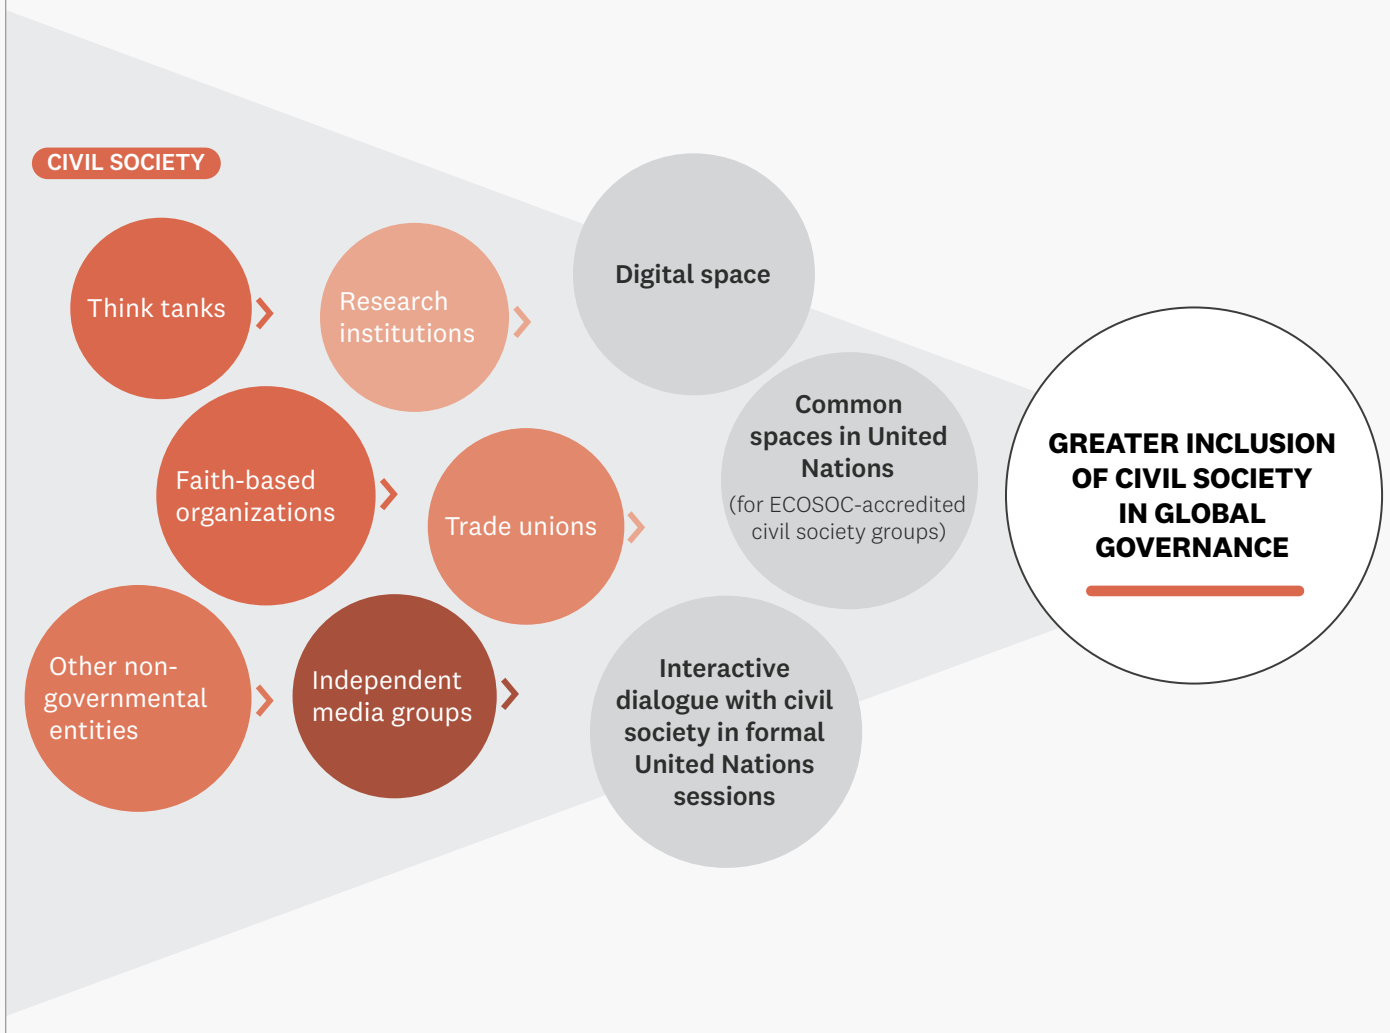 CIVIL SOCIETY
Think tanks
Research
institutions
Faith-based
organizations
Trade unions
Other non-
governmental
entities
Independent
media groups
Digital space
Common
spaces in United
Nations
(for ECOSOC-accredited
civil society groups)
Interactive
dialogue with civil
society in formal
United Nations
sessions
GREATER INCLUSION
OF CIVIL SOCIETY
IN GLOBAL
GOVERNANCE